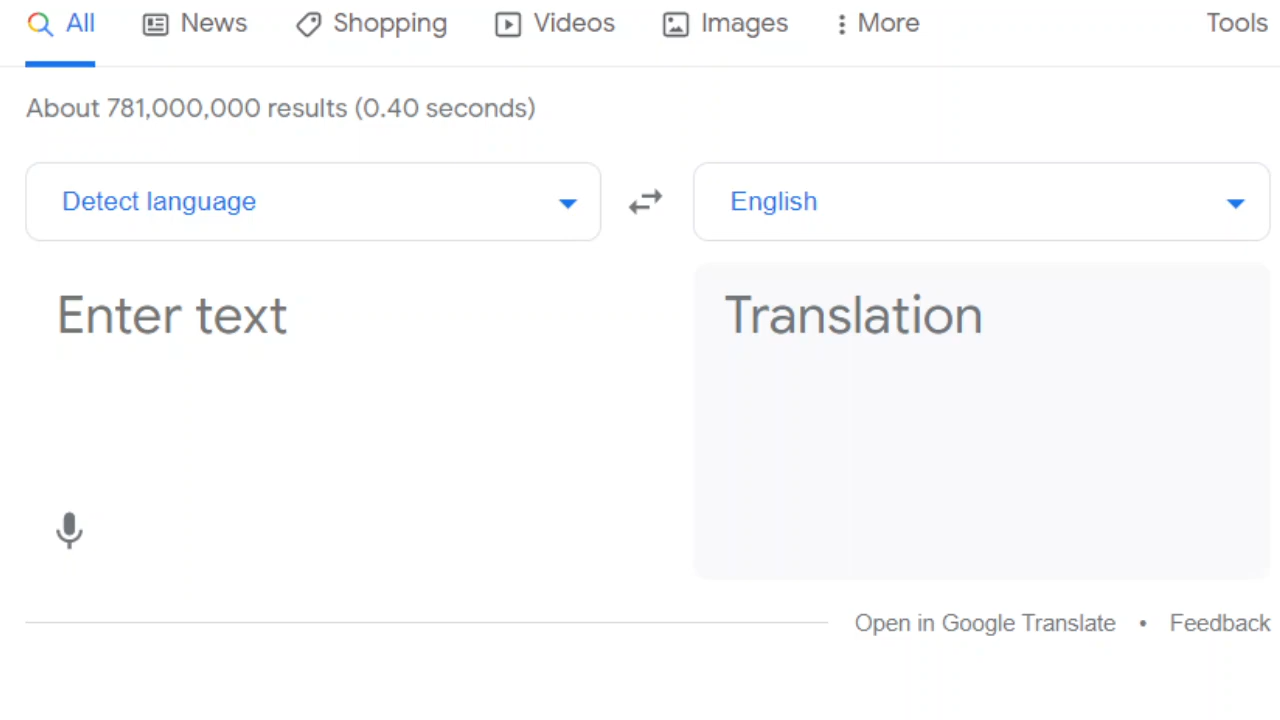 All News Shopping Videos Images More Tools
About 781,000,000 results (0.40 seconds)
Detect language English
Enter text Translation
Open in Google Translate • Feedback